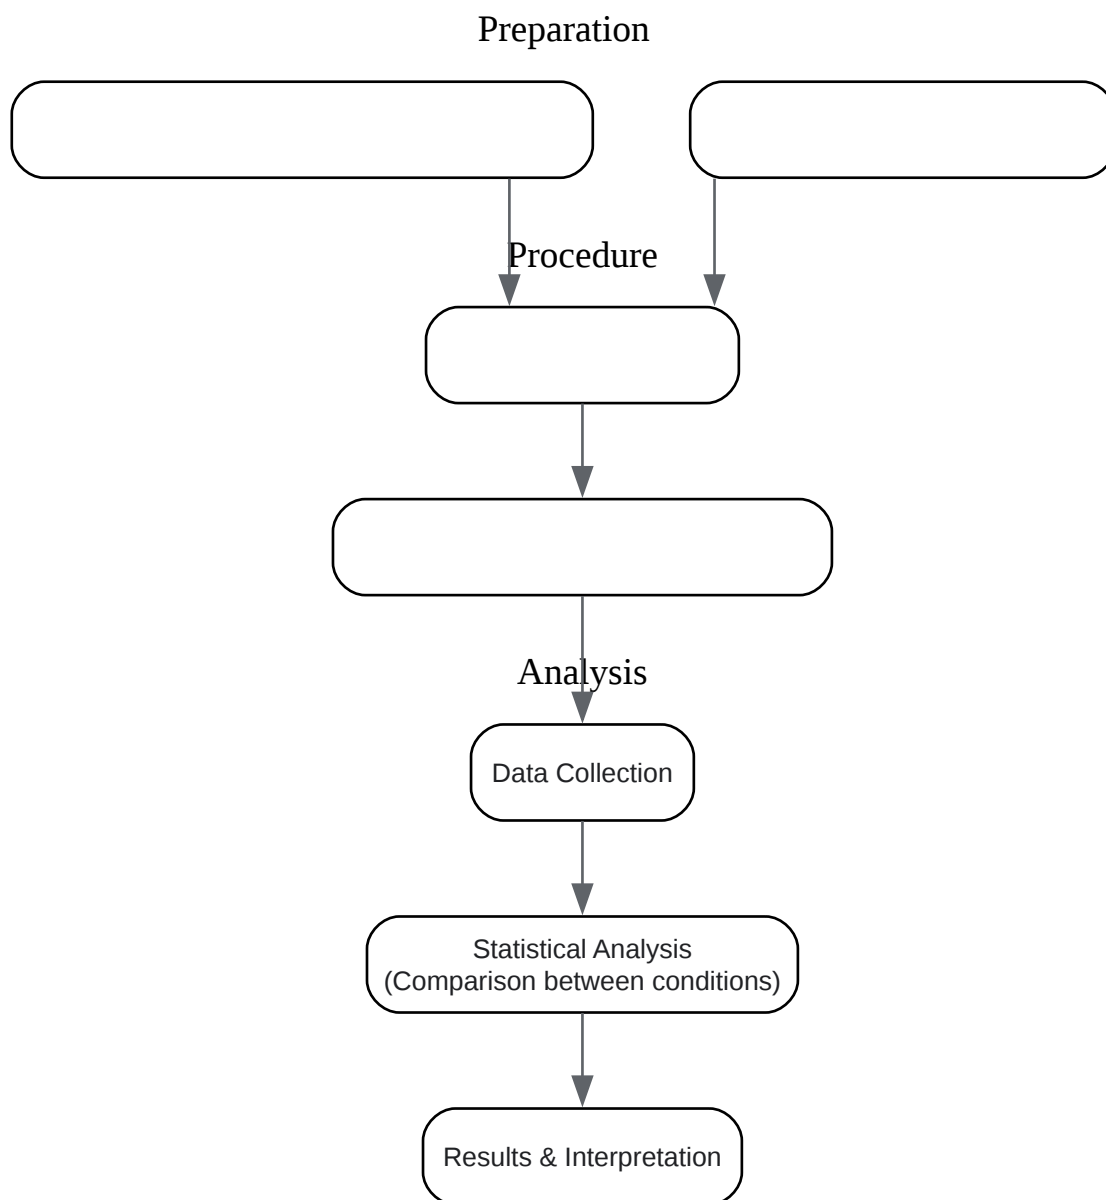 Preparation
Procedure
Analysis
Data Collection
Statistical Analysis
(Comparison between conditions)
Results & Interpretation